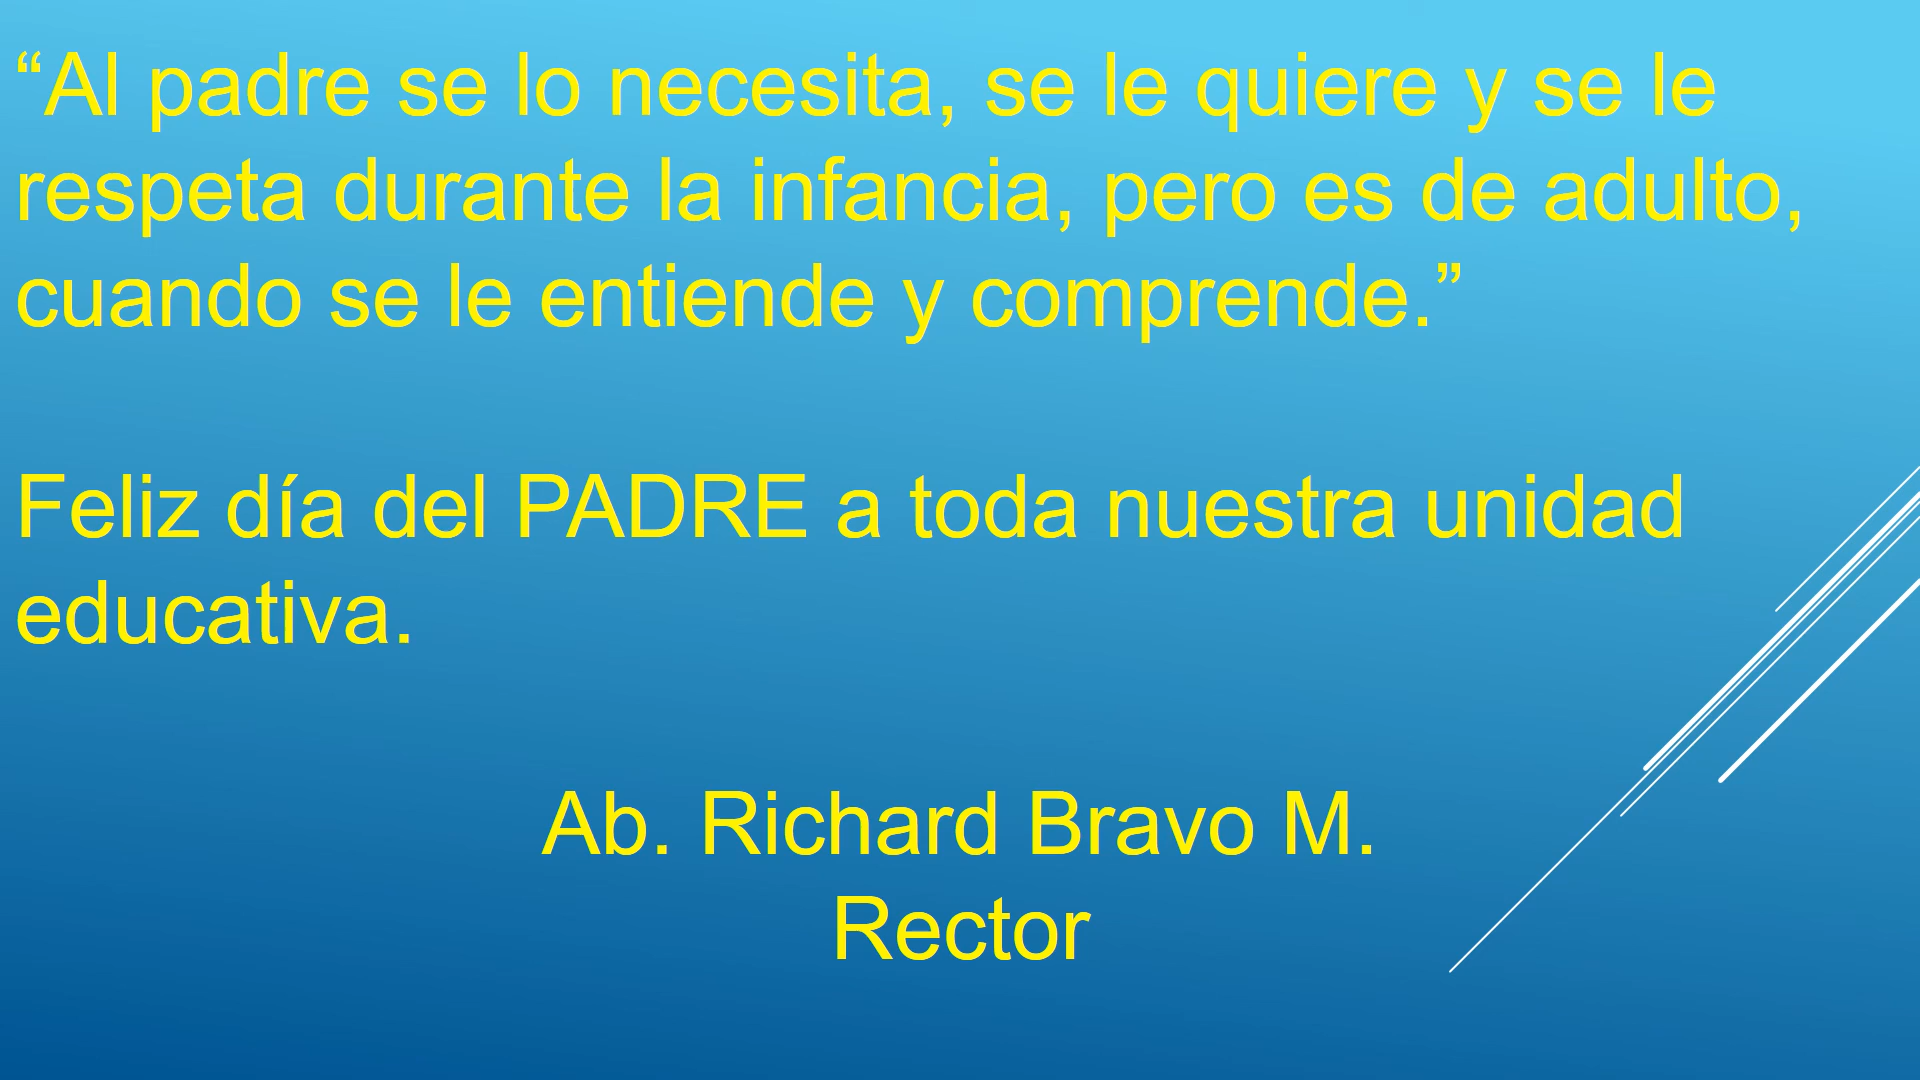 “Al padre se lo necesita, se le quiere y se le
respeta durante la infancia, pero es de adulto,
cuando se le entiende y comprende.”
Feliz día del PADRE a toda nuestra unidad
educativa.
Ab. Richard Bravo M.
Rector